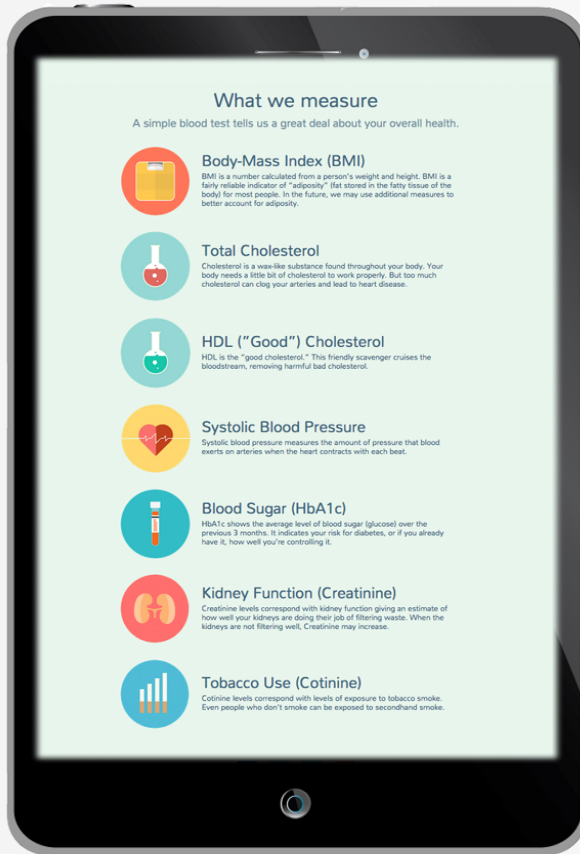 What we measure
A simple blood test tells us a great deal about your overall health.
Body-Mass Index (BMI)
BMI is a number calculated from a person's weight and height. BMI is a
fairly reliable indicator of "adiposity" (fat stored in the fatty tissue of the
body) for most people. In the future, we may use additional measures to
better account for adiposity.
Total Cholesterol
Cholesterol is a wax-like substance found throughout your body. Your
body needs a little bit of cholesterol to work properly. But too much
cholesterol can clog your arteries and lead to heart disease.
HDL ("Good") Cholesterol
HDL is the "good cholesterol." This friendly scavenger cruises the
bloodstream, removing harmful bad cholesterol.
Systolic Blood Pressure
Systolic blood pressure measures the amount of pressure that blood
exerts on arteries when the heart contracts with each beat.
Blood Sugar (HbA1c)
HbA1c shows the average level of blood sugar (glucose) over the
previous 3 months. It indicates your risk for diabetes, or if you already
have it, how well you're controlling it.
Kidney Function (Creatinine)
Creatinine levels correspond with kidney function giving an estimate of
how well your kidneys are doing their job of filtering waste. When the
kidneys are not filtering well, Creatinine may increase.
Tobacco Use (Cotinine)
Cotinine levels correspond with levels of exposure to tobacco smoke.
Even people who don't smoke can be exposed to secondhand smoke.